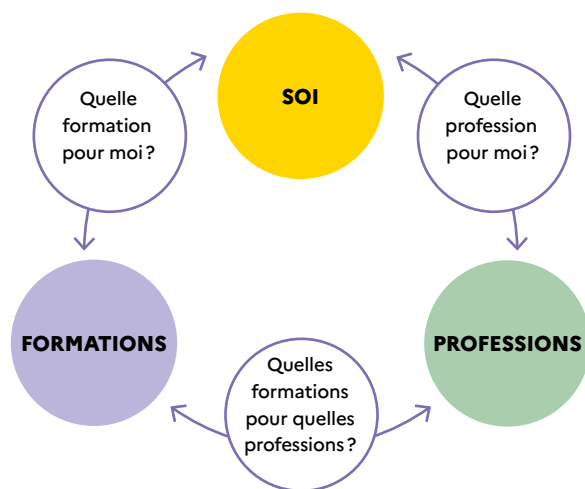 Quelle
formation
pour moi ?
SOI
Quelle
profession
pour moi ?
FORMATIONS
PROFESSIONS
Quelles
formations
pour quelles
professions ?